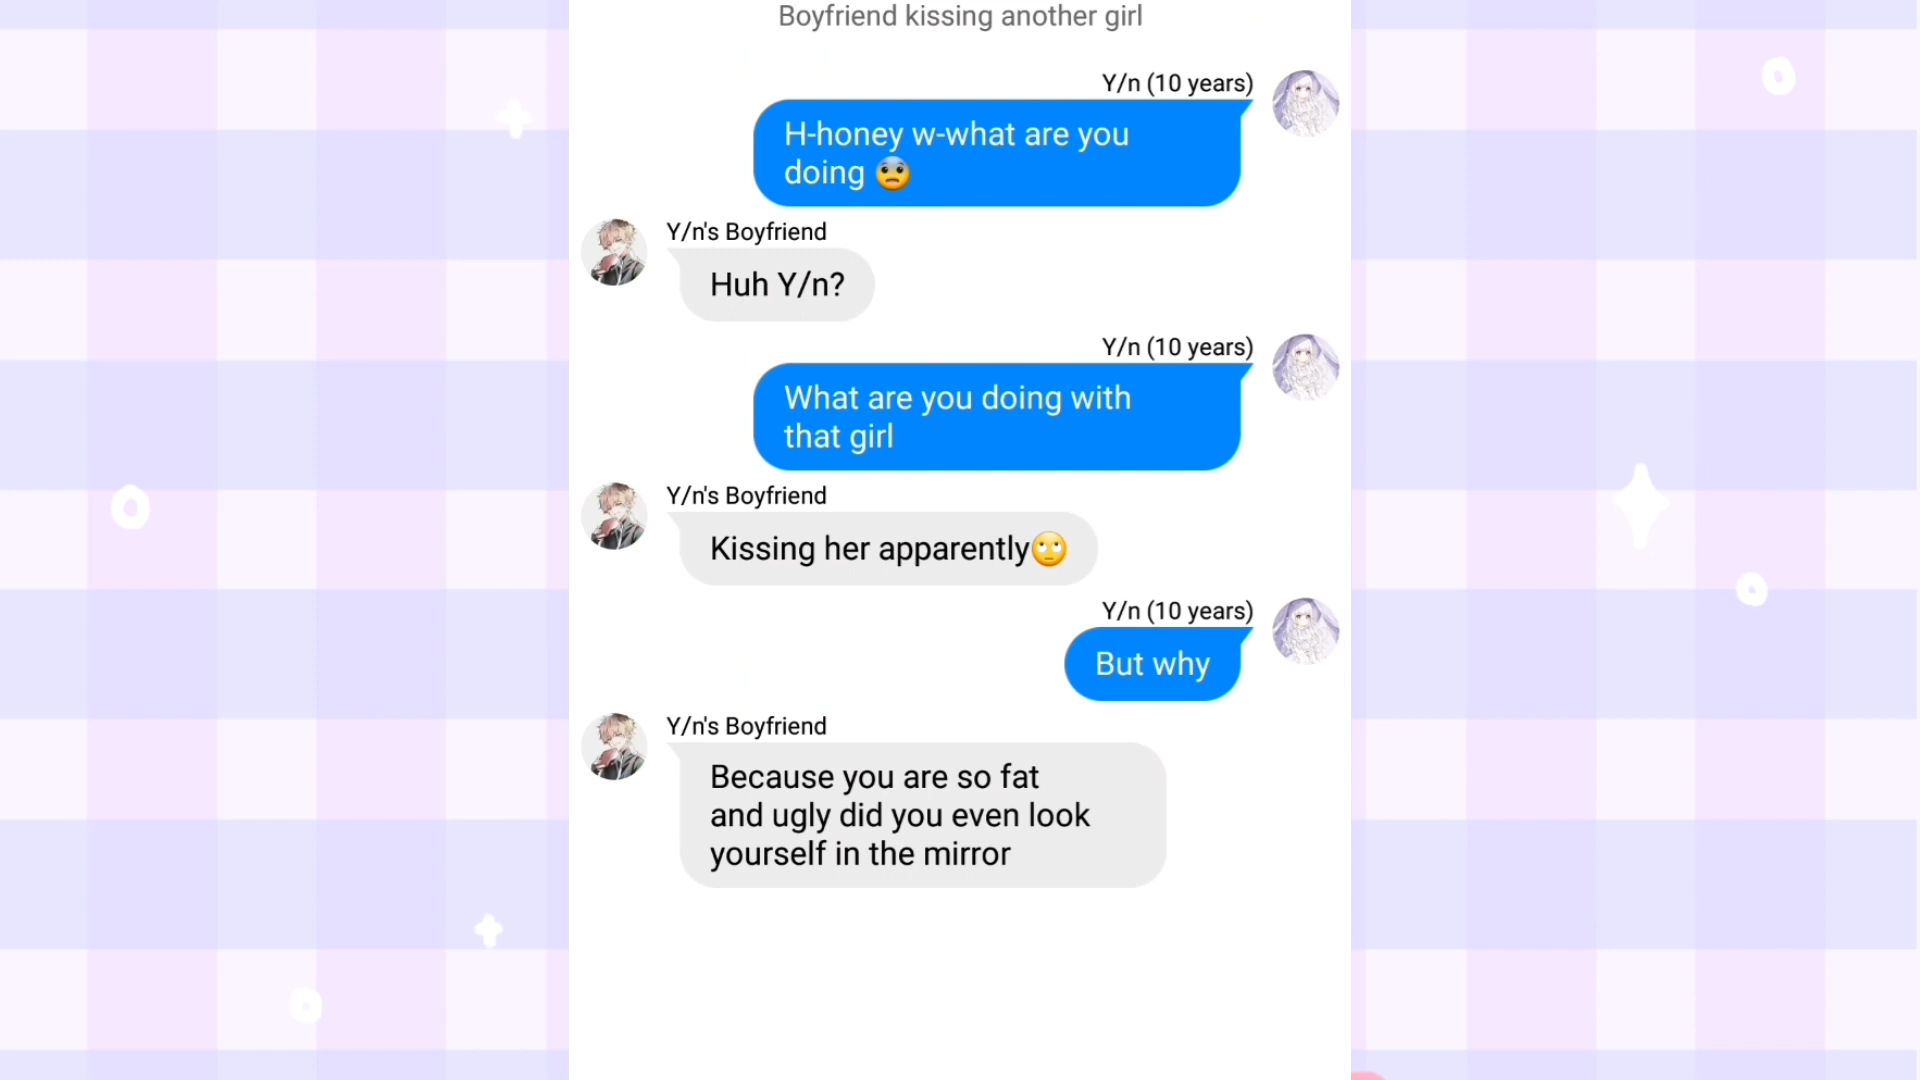 Boyfriend kissing another girl
Y/n (10 years)
H-honey w-what are you
doing 😨
Y/n's Boyfriend
Huh Y/n?
Y/n (10 years)
What are you doing with
that girl
Y/n's Boyfriend
Kissing her apparently🙄
Y/n (10 years)
But why
Y/n's Boyfriend
Because you are so fat
and ugly did you even look
yourself in the mirror